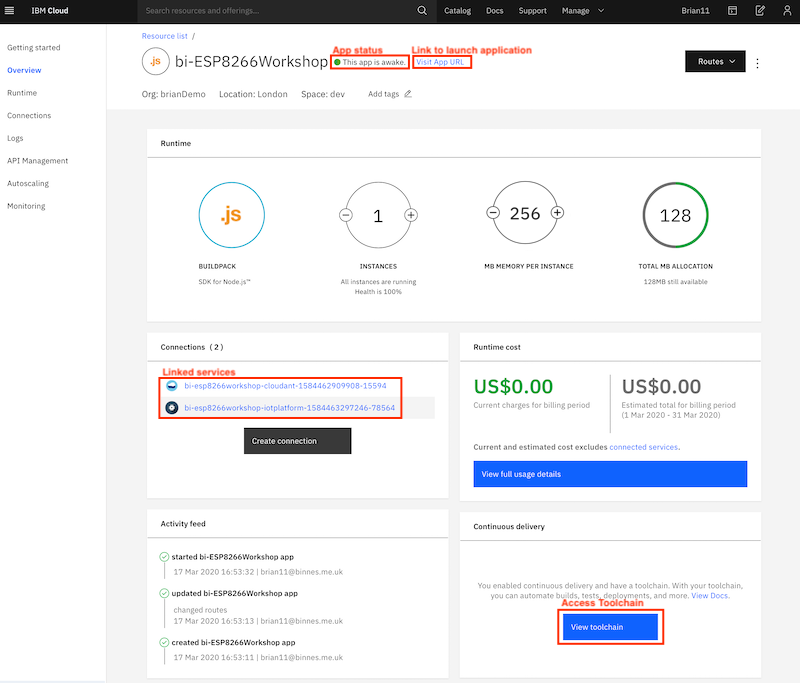 IBM Cloud
Search resources and offerings...
Catalog
Docs
Support
Manage
Brian11
Getting started
Overview
Runtime
Connections
Logs
API Management
Autoscaling
Monitoring
Resource list /
App status
Link to launch application
.js
bi-ESP8266Workshop
This app is awake.
Visit App URL
Routes
Org: brianDemo
Location: London
Space: dev
Add tags
Runtime
.js
1
256
128
BUILDPACK
INSTANCES
MB MEMORY PER INSTANCE
TOTAL MB ALLOCATION
SDK for Node.js™
All instances are running
Health is 100%
128MB still available
Connections (2)
Linked services
bi-esp8266workshop-cloudant-1584462909908-15594
bi-esp8266workshop-iotplatform-1584463297246-78564
Create connection
Runtime cost
US$0.00
Current charges for billing period
US$0.00
Estimated total for billing period
(1 Mar 2020 - 31 Mar 2020)
Current and estimated cost excludes connected services.
View full usage details
Activity feed
started bi-ESP8266Workshop app
17 Mar 2020 16:53:32 | brian11@binnes.me.uk
updated bi-ESP8266Workshop app
changed routes
17 Mar 2020 16:53:13 | brian11@binnes.me.uk
created bi-ESP8266Workshop app
17 Mar 2020 16:53:11 | brian11@binnes.me.uk
Continuous delivery
You enabled continuous delivery and have a toolchain. With your toolchain,
you can automate builds, tests, deployments, and more. View Docs.
Access Toolchain
View toolchain